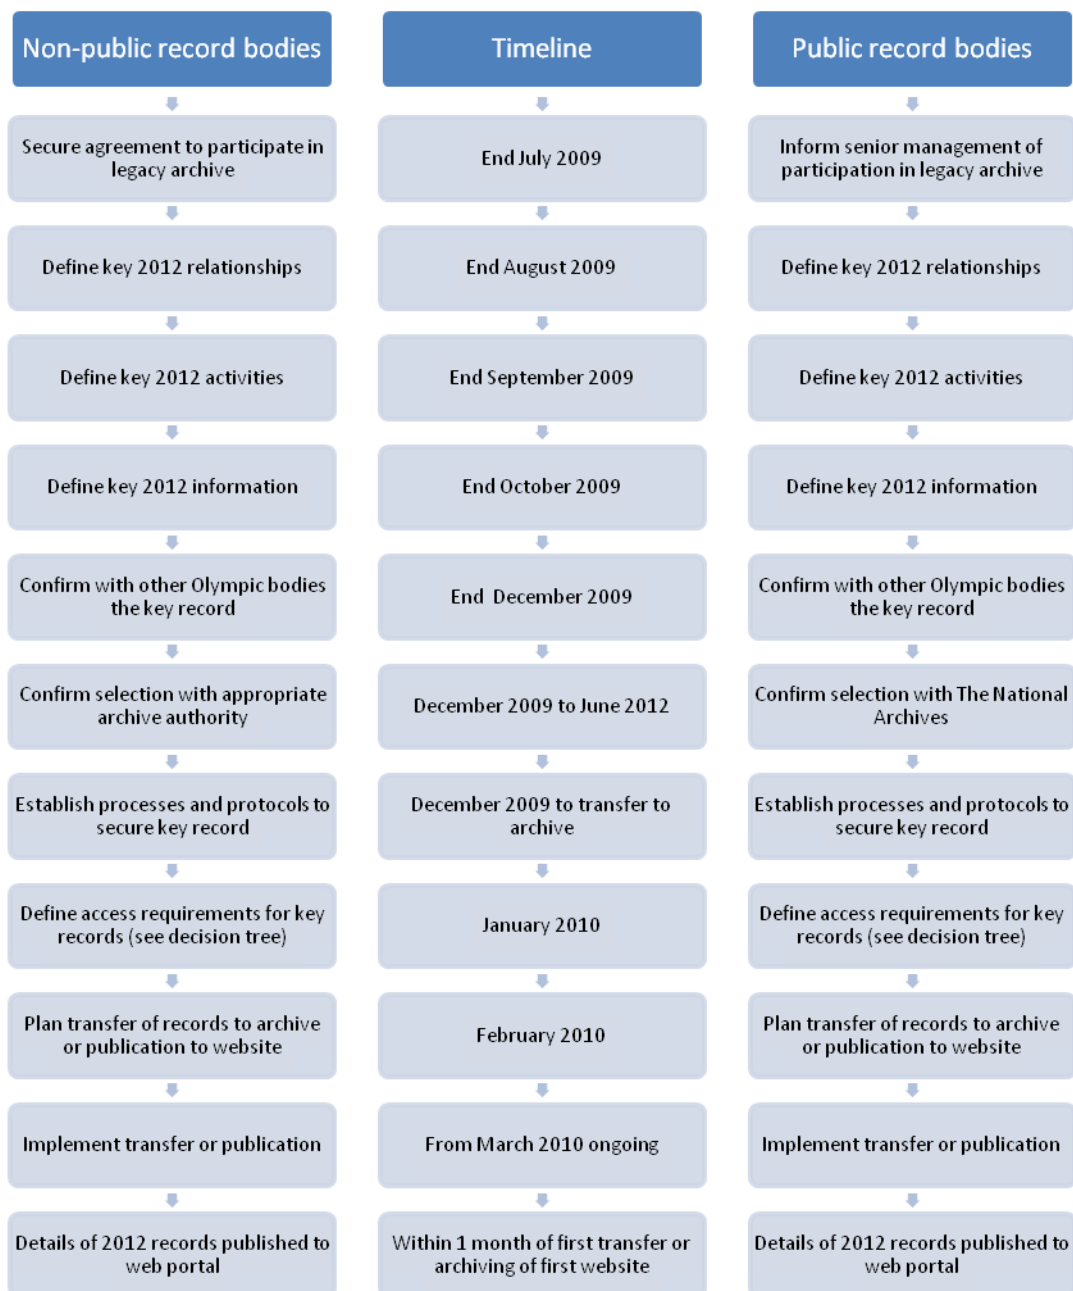 Non-public record bodies
Timeline
Public record bodies
Secure agreement to participate in
legacy archive
End July 2009
Inform senior management of
participation in legacy archive
Define key 2012 relationships
End August 2009
Define key 2012 relationships
Define key 2012 activities
End September 2009
Define key 2012 activities
Define key 2012 information
End October 2009
Define key 2012 information
Confirm with other Olympic bodies
the key record
End December 2009
Confirm with other Olympic bodies
the key record
Confirm selection with appropriate
archive authority
December 2009 to June 2012
Confirm selection with The National
Archives
Establish processes and protocols to
secure key record
December 2009 to transfer to
archive
Establish processes and protocols to
secure key record
Define access requirements for key
records (see decision tree)
January 2010
Define access requirements for key
records (see decision tree)
Plan transfer of records to archive
or publication to website
February 2010
Plan transfer of records to archive
or publication to website
Implement transfer or publication
From March 2010 ongoing
Implement transfer or publication
Details of 2012 records published to
web portal
Within 1 month of first transfer or
archiving of first website
Details of 2012 records published to
web portal